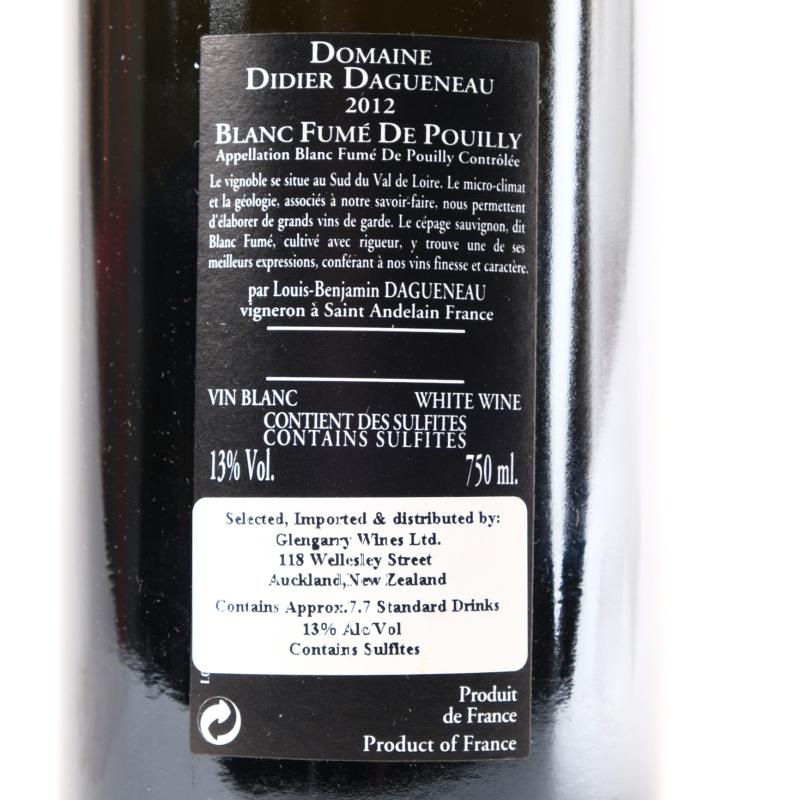 DOMAINE
DIDIER DAGUENEAU
2012
BLANC FUMÉ DE POUILLY
Appellation Blanc Fumé De Pouilly Contrôlée
Le vignoble se situe au Sud du Val de Loire. Le micro-climat
et la géologie, associés à notre savoir-faire, nous permettent
d'élaborer de grands vins de garde. Le cépage sauvignon, dit
Blanc Fumé, cultivé avec rigueur, y trouve une de ses
meilleurs expressions, conférant à nos vins finesse et caractère.
par Louis-Benjamin DAGUENEAU
vigneron à Saint Andelain France
VIN BLANC WHITE WINE
CONTIENT DES SULFITES
CONTAINS SULFITES
13% Vol. 750 ml.
Selected, Imported & distributed by:
Glengarry Wines Ltd.
118 Wellesley Street
Auckland, New Zealand
Contains Approx.7.7 Standard Drinks
13% Alc/Vol
Contains Sulfites
Produit
de France
Product of France